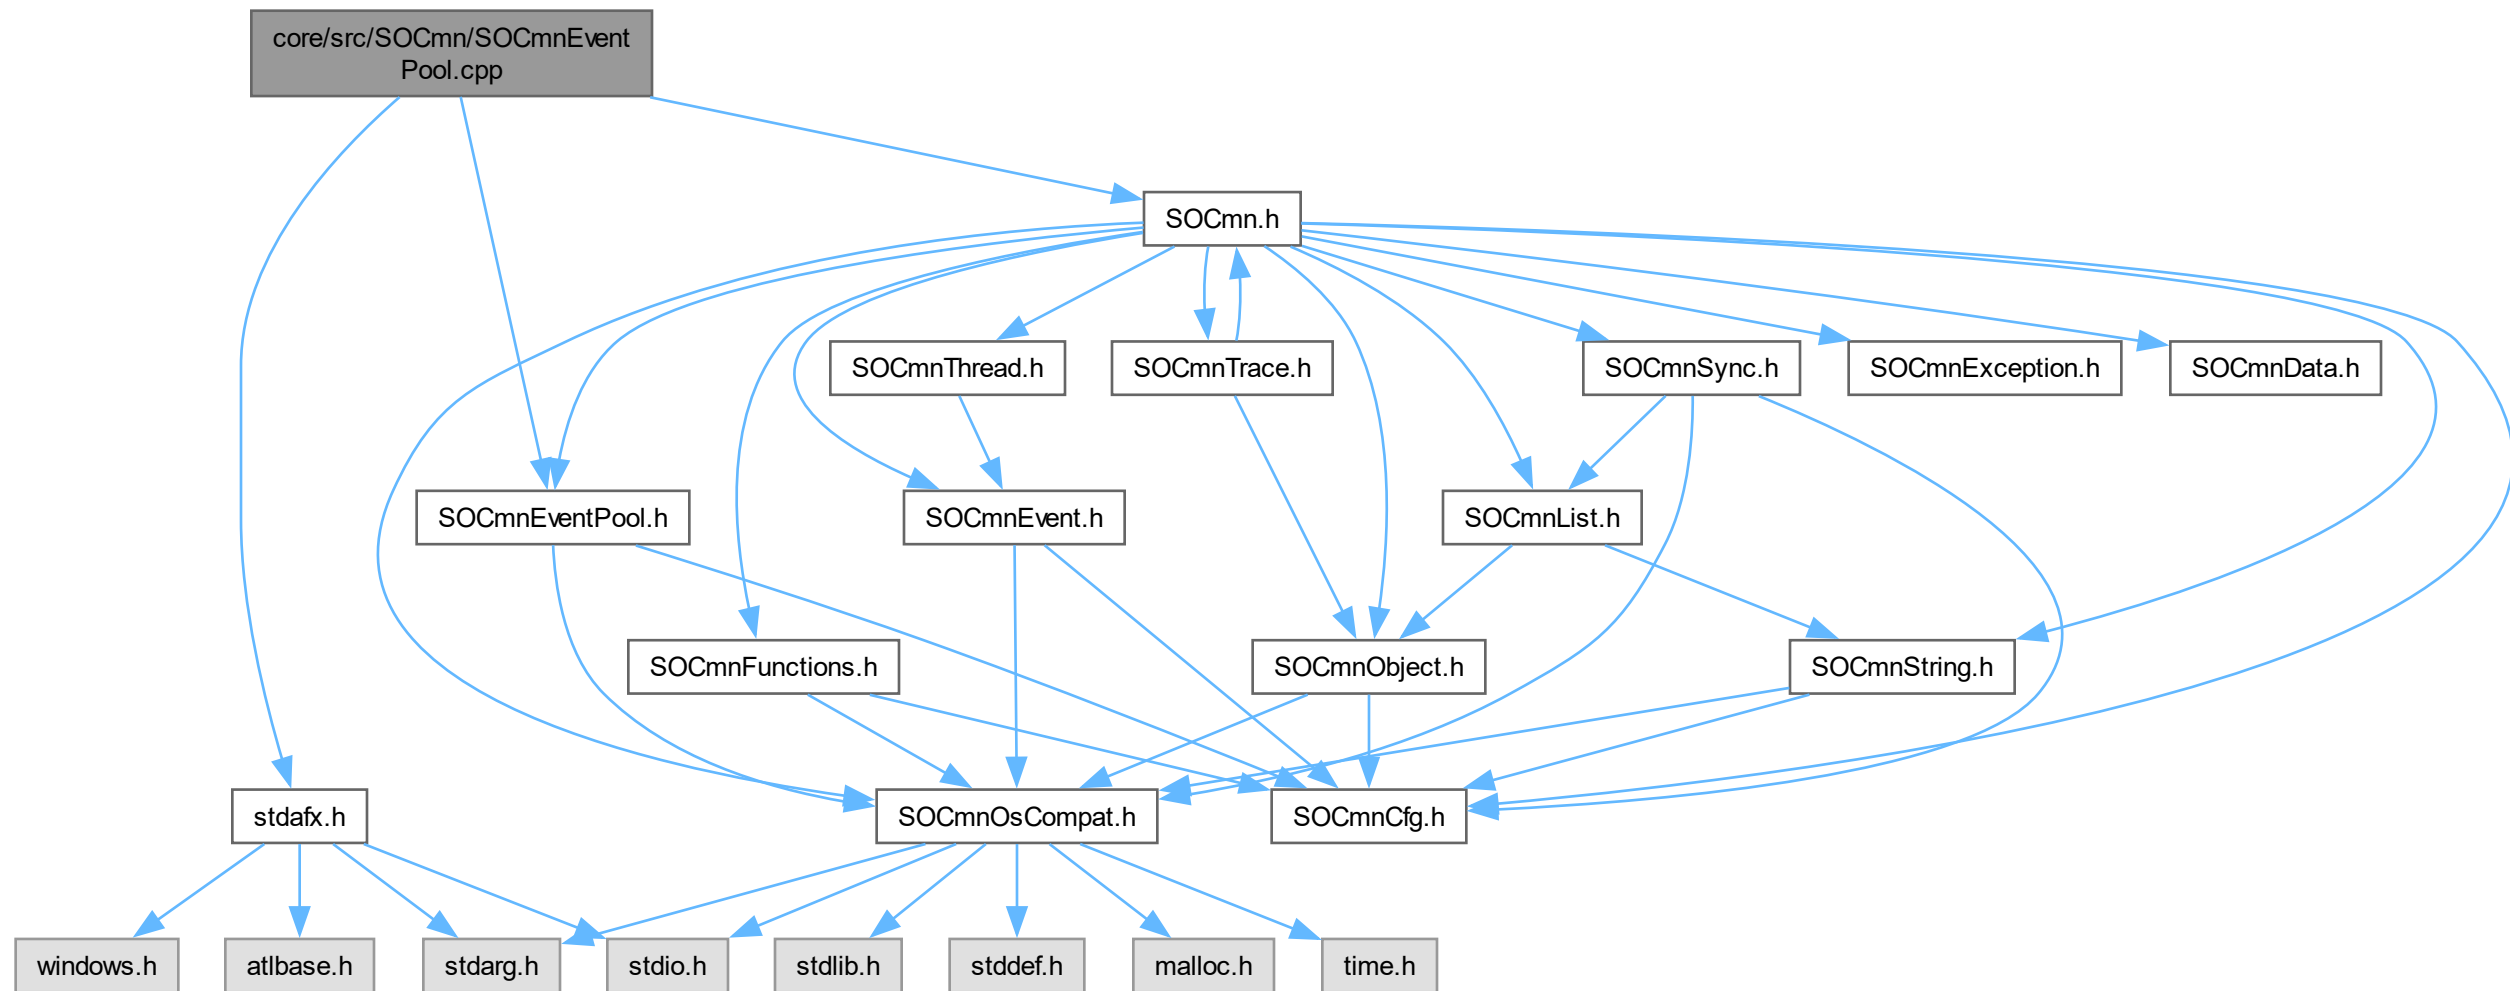 core/src/SOCmn/SOCmnEvent
Pool.cpp
SOCmn.h
SOCmnThread.h
SOCmnTrace.h
SOCmnSync.h
SOCmnException.h
SOCmnData.h
SOCmnEventPool.h
SOCmnEvent.h
SOCmnList.h
SOCmnFunctions.h
SOCmnObject.h
SOCmnString.h
stdafx.h
SOCmnOsCompat.h
SOCmnCfg.h
windows.h
atlbase.h
stdarg.h
stdio.h
stdlib.h
stddef.h
malloc.h
time.h